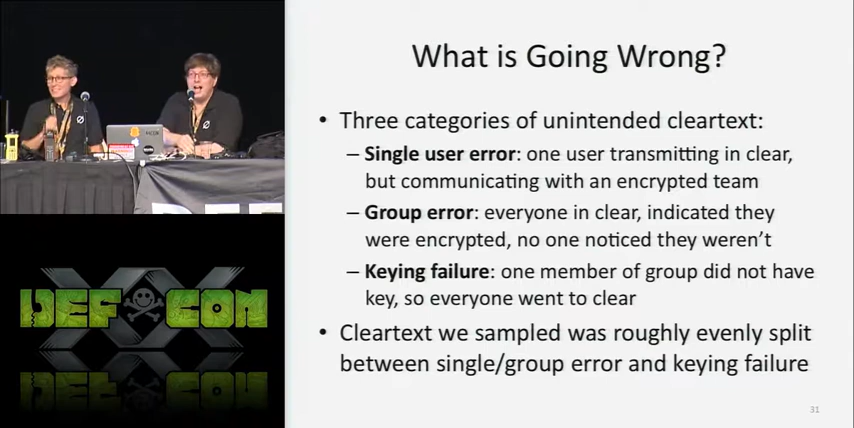 What is Going Wrong?
• Three categories of unintended cleartext:
– Single user error: one user transmitting in clear,
but communicating with an encrypted team
– Group error: everyone in clear, indicated they
were encrypted, no one noticed they weren't
– Keying failure: one member of group did not have
key, so everyone went to clear
• Cleartext we sampled was roughly evenly split
between single/group error and keying failure
31
DEF CON
XX